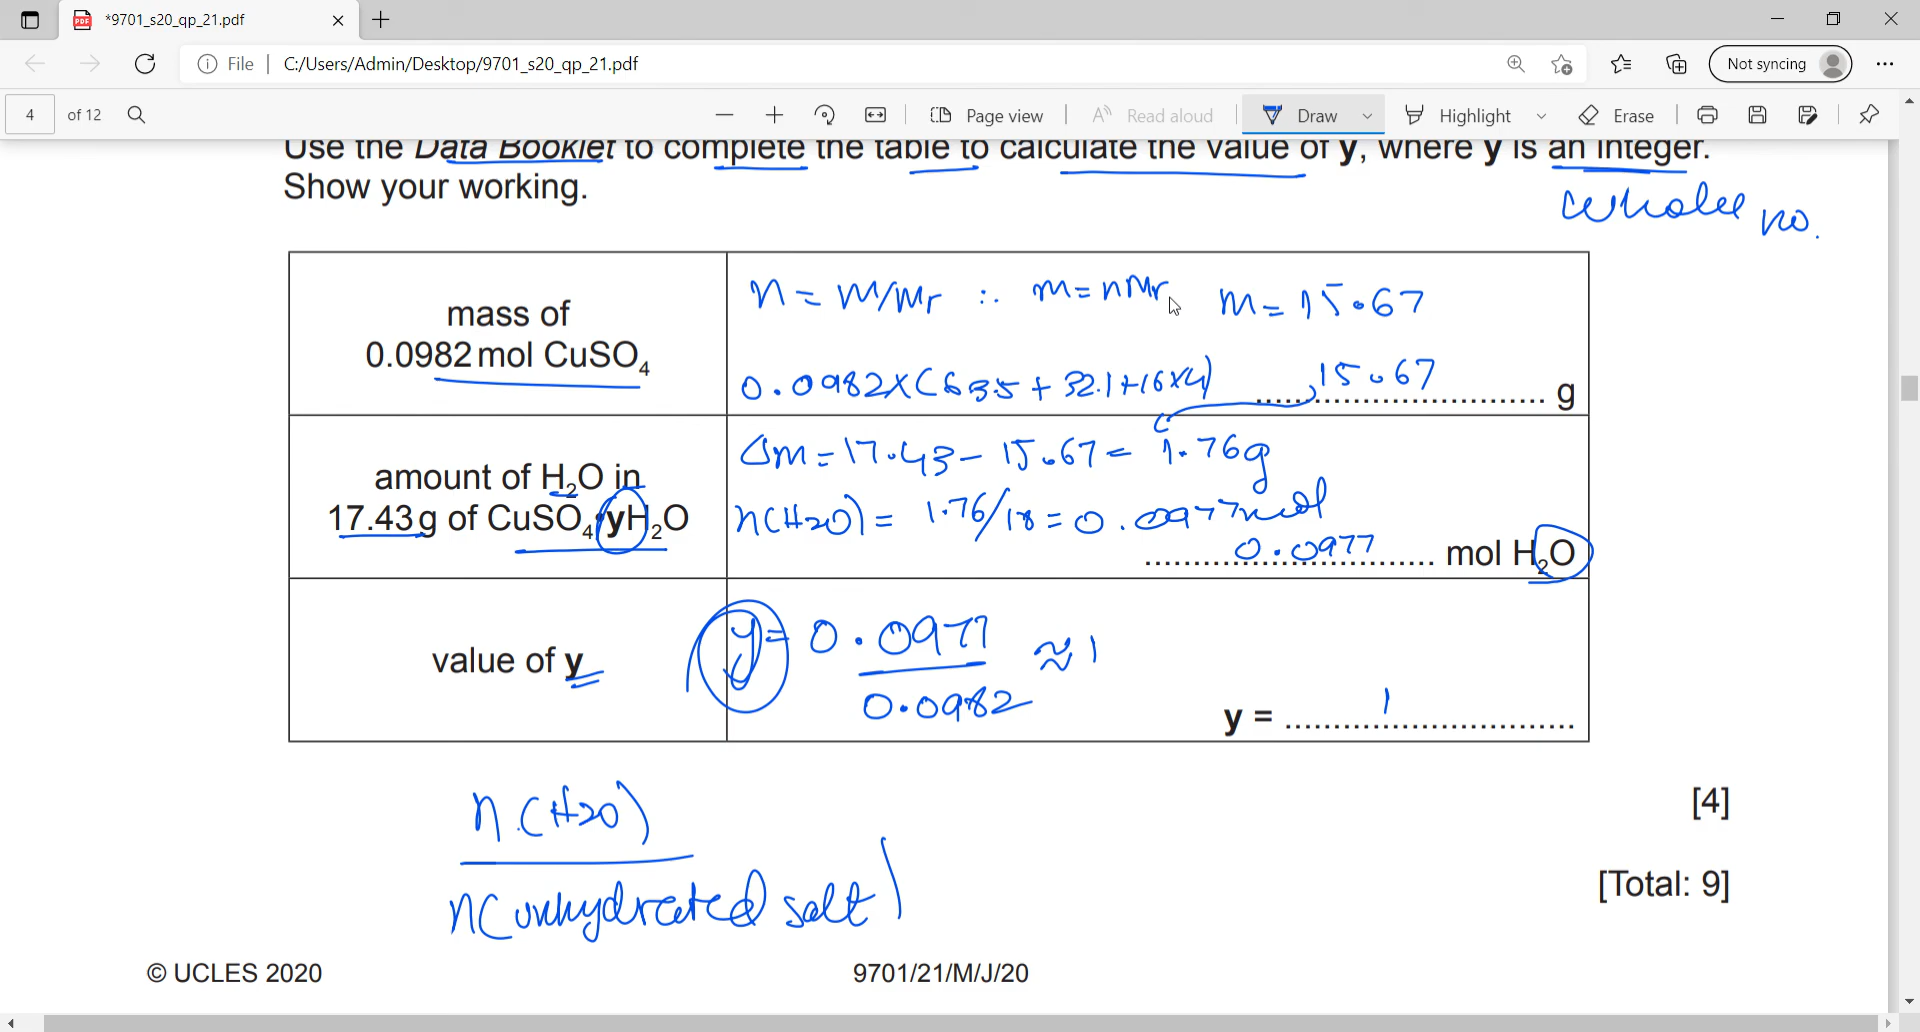 *9701_s20_qp_21.pdf
File | C:/Users/Admin/Desktop/9701_s20_qp_21.pdf
Not syncing
4 of 12
Page view
Read aloud
Draw
Highlight
Erase
Use the Data Booklet to complete the table to calculate the value of y, where y is an integer.
Show your working.
whole no.
mass of
0.0982 mol CuSO₄
n = m/Mr ∴ m = nMr m = 15.67
0.0982×(63.5 + 32.1+16×4) 15.67 g
amount of H₂O in
17.43 g of CuSO₄.yH₂O
Δm = 17.43 - 15.67 = 1.76g
n(H2O) = 1.76/18 = 0.0977mol
0.0977 mol H₂O
value of y
y = 0.0977
0.0982
≈ 1
y = 1
n(H2O)
n(unhydrated salt)
[4]
[Total: 9]
© UCLES 2020
9701/21/M/J/20